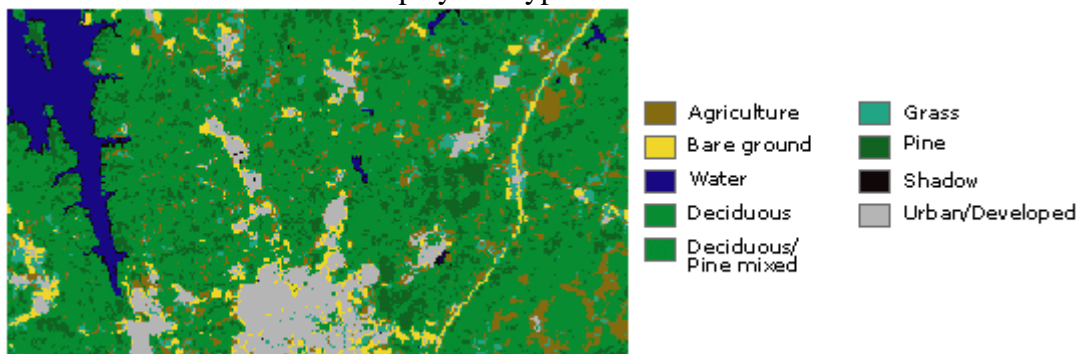 Agriculture
Bare ground
Water
Deciduous
Deciduous/
Pine mixed
Grass
Pine
Shadow
Urban/Developed